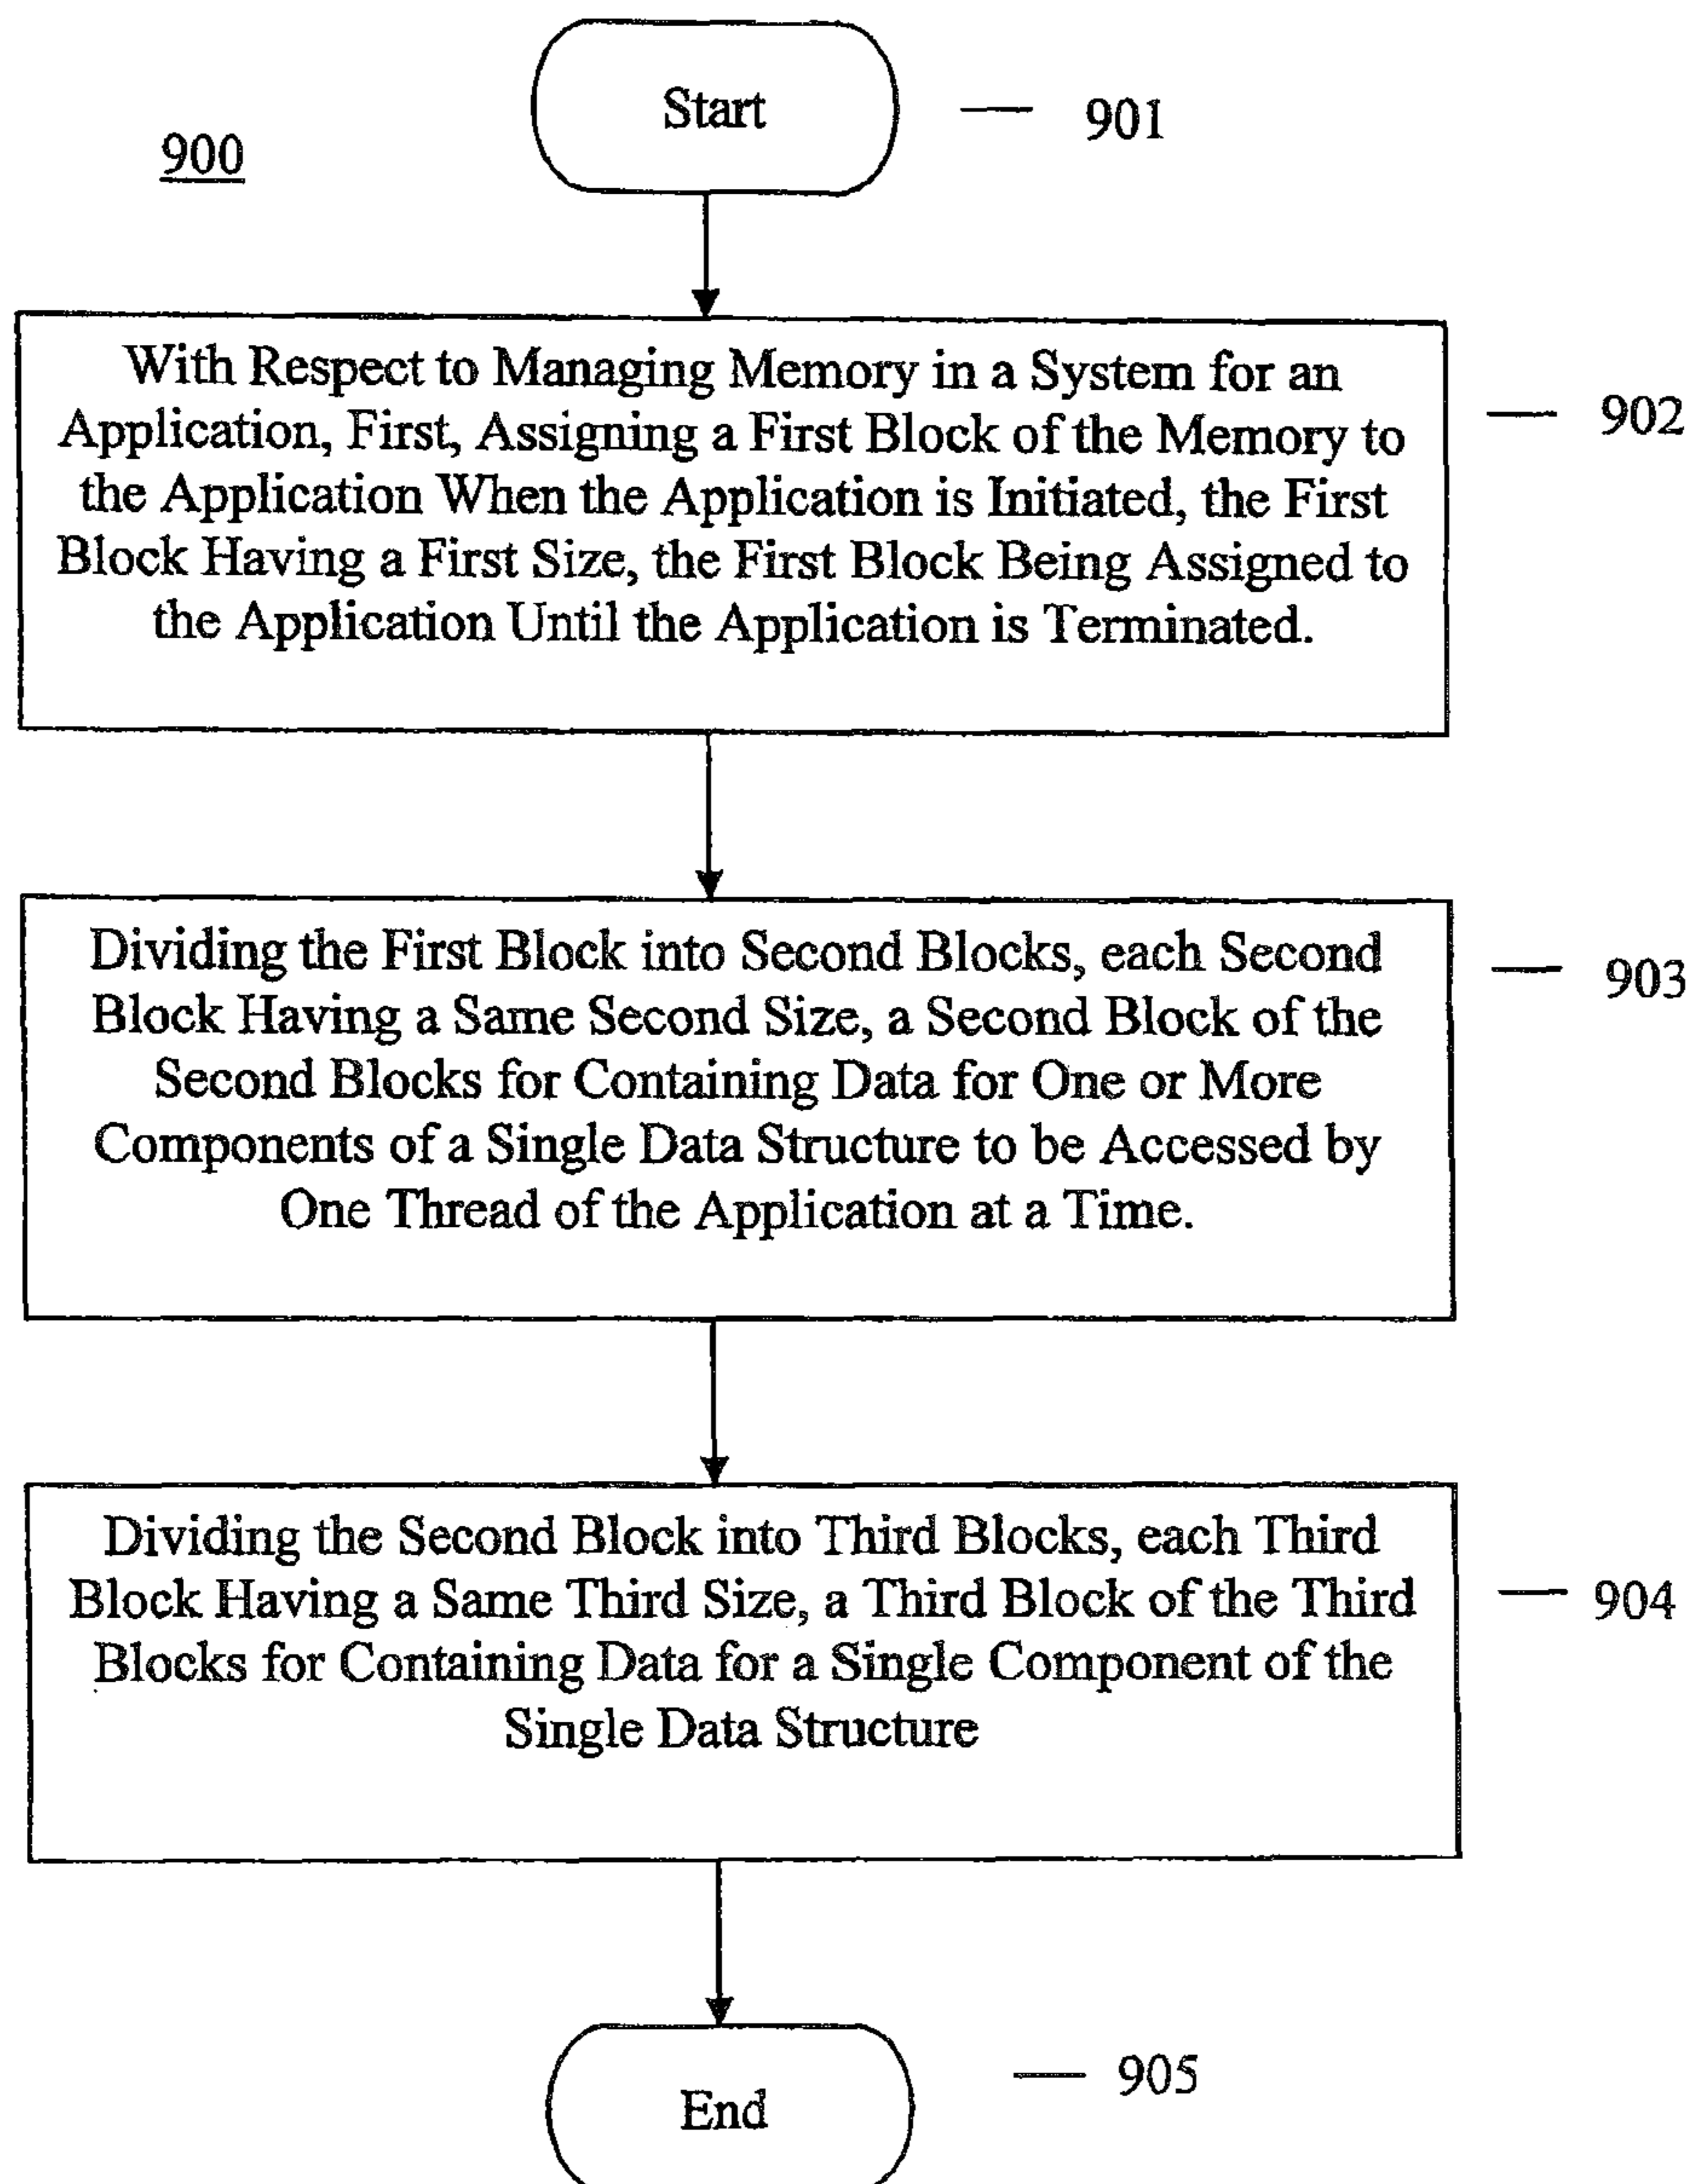 Start
901
900
With Respect to Managing Memory in a System for an
Application, First, Assigning a First Block of the Memory to
the Application When the Application is Initiated, the First
Block Having a First Size, the First Block Being Assigned to
the Application Until the Application is Terminated.
902
Dividing the First Block into Second Blocks, each Second
Block Having a Same Second Size, a Second Block of the
Second Blocks for Containing Data for One or More
Components of a Single Data Structure to be Accessed by
One Thread of the Application at a Time.
903
Dividing the Second Block into Third Blocks, each Third
Block Having a Same Third Size, a Third Block of the Third
Blocks for Containing Data for a Single Component of the
Single Data Structure
904
End
905